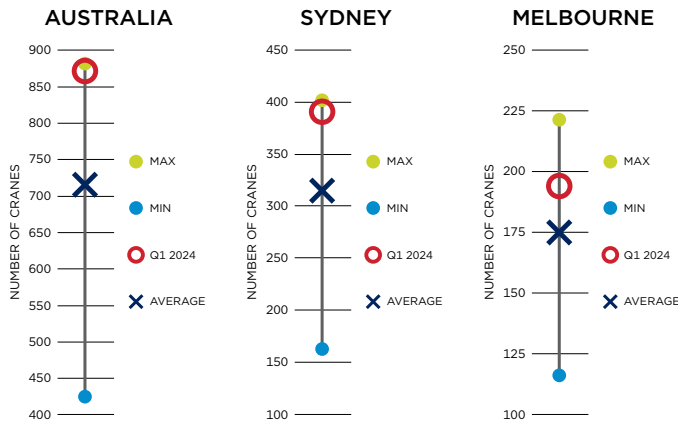 AUSTRALIA
900
850
800
750
700
650
600
550
500
450
400
NUMBER OF CRANES
MAX
MIN
Q1 2024
AVERAGE
SYDNEY
450
400
350
300
250
200
150
100
NUMBER OF CRANES
MAX
MIN
Q1 2024
AVERAGE
MELBOURNE
250
225
200
175
150
125
100
NUMBER OF CRANES
MAX
MIN
Q1 2024
AVERAGE